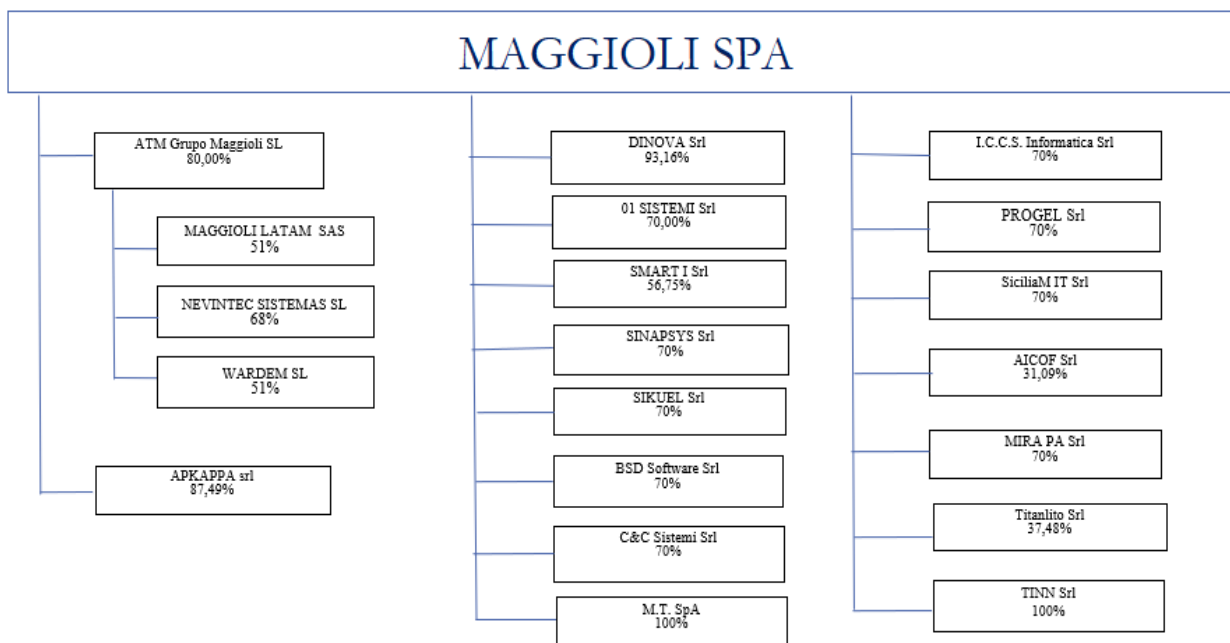 MAGGIOLI SPA
ATM Grupo Maggioli SL
80,00%
MAGGIOLI LATAM SAS
51%
NEVINTEC SISTEMAS SL
68%
WARDEM SL
51%
APKAPPA srl
87,49%
DINOVA Srl
93,16%
01 SISTEMI Srl
70,00%
SMART I Srl
56,75%
SINAPSYS Srl
70%
SIKUEL Srl
70%
BSD Software Srl
70%
C&C Sistemi Srl
70%
M.T. SpA
100%
I.C.C.S. Informatica Srl
70%
PROGEL Srl
70%
SiciliaM IT Srl
70%
AICOF Srl
31,09%
MIRA PA Srl
70%
Titanlito Srl
37,48%
TINN Srl
100%